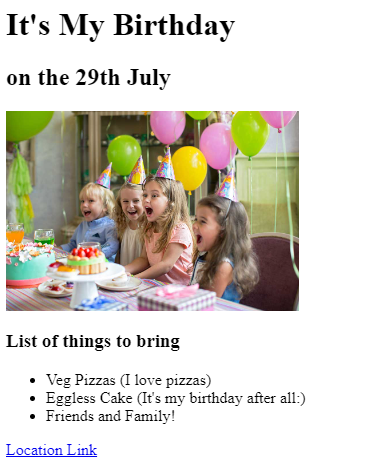 It's My Birthday
on the 29th July
List of things to bring
Veg Pizzas (I love pizzas)
Eggless Cake (It's my birthday after all:)
Friends and Family!
Location Link